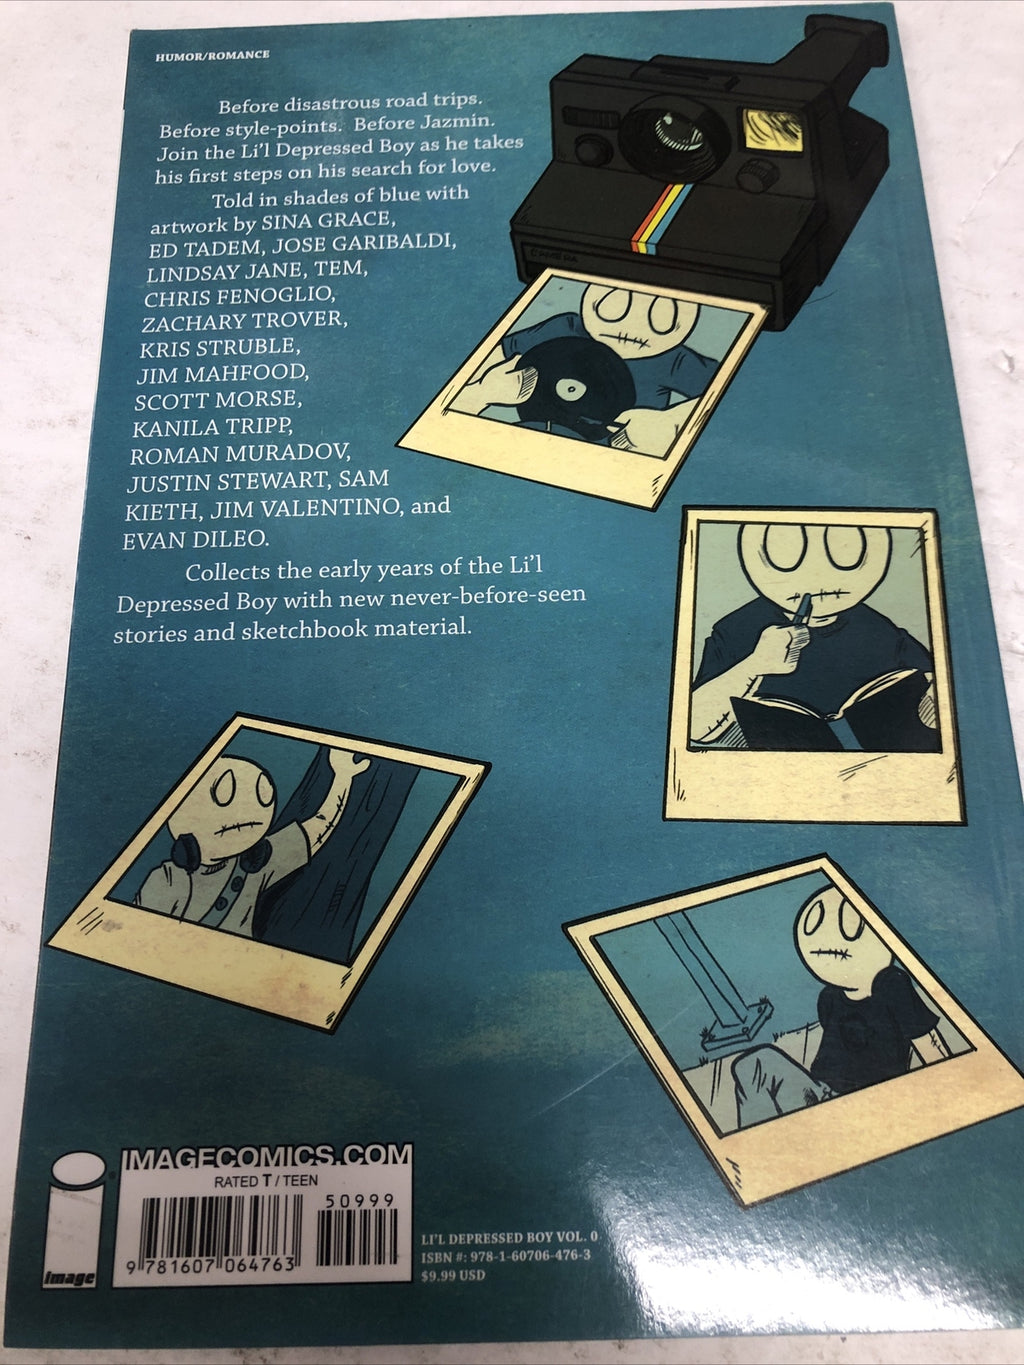 HUMOR/ROMANCE
Before disastrous road trips.
Before style-points. Before Jazmin.
Join the Li'l Depressed Boy as he takes
his first steps on his search for love.
Told in shades of blue with
artwork by SINA GRACE,
ED TADEM, JOSE GARIBALDI,
LINDSAY JANE, TEM,
CHRIS FENOGLIO,
ZACHARY TROVER,
KRIS STRUBLE,
JIM MAHFOOD,
SCOTT MORSE,
KANILA TRIPP,
ROMAN MURADOV,
JUSTIN STEWART, SAM
KIETH, JIM VALENTINO, and
EVAN DILEO.
Collects the early years of the Li'l
Depressed Boy with new never-before-seen
stories and sketchbook material.
CAMERA
IMAGECOMICS.COM
RATED T / TEEN
50999
9 781607 064763
image
LI'L DEPRESSED BOY VOL. 0
ISBN #: 978-1-60706-476-3
$9.99 USD